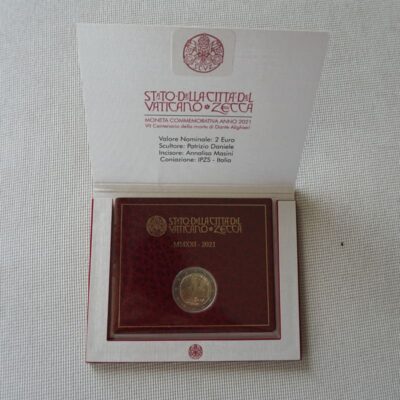 STATO DELLA CITTÀ DEL
VATICANO ZECCA
MONETA COMMEMORATIVA ANNO 2021
VII Centenario della morte di Dante Alighieri
Valore Nominale: 2 Euro
Scultore: Patrizio Daniele
Incisore: Annalisa Masini
Coniazione: IPZS - Italia
STATO DELLA CITTÀ DEL
VATICANO ZECCA
MMXXI - 2021